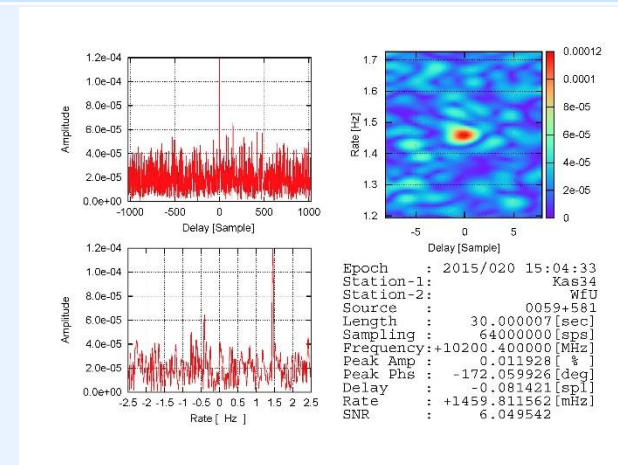 1.2e-04
1.0e-04
8.0e-05
6.0e-05
4.0e-05
2.0e-05
0.0e+00
Amplitude
-1000 -500 0 500 1000
Delay [Sample]
1.7
1.6
1.5
1.4
1.3
1.2
Rate [Hz]
-5 0 5
Delay [Sample]
0.00012
0.0001
8e-05
6e-05
4e-05
2e-05
0
1.2e-04
1.0e-04
8.0e-05
6.0e-05
4.0e-05
2.0e-05
0.0e+00
Amplitude
-2.5 -2 -1.5 -1 -0.5 0 0.5 1 1.5 2 2.5
Rate [ Hz ]
Epoch : 2015/020 15:04:33
Station-1: Kas34
Station-2: WfU
Source : 0059+581
Length : 30.000007[sec]
Sampling : 64000000[sps]
Frequency:+10200.400000[MHz]
Peak Amp : 0.011928[ % ]
Peak Phs : -172.059926[deg]
Delay : -0.081421[spl]
Rate : +1459.811562[mHz]
SNR : 6.049542